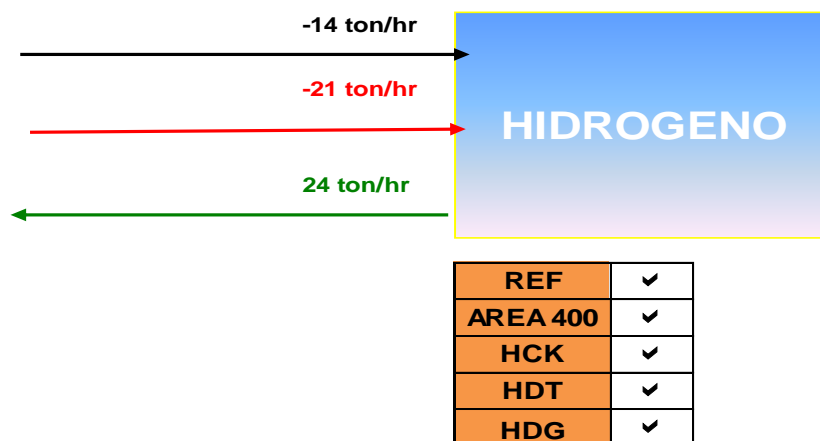 -14 ton/hr
-21 ton/hr
HIDROGENO
24 ton/hr
REF ✔
AREA 400 ✔
HCK ✔
HDT ✔
HDG ✔